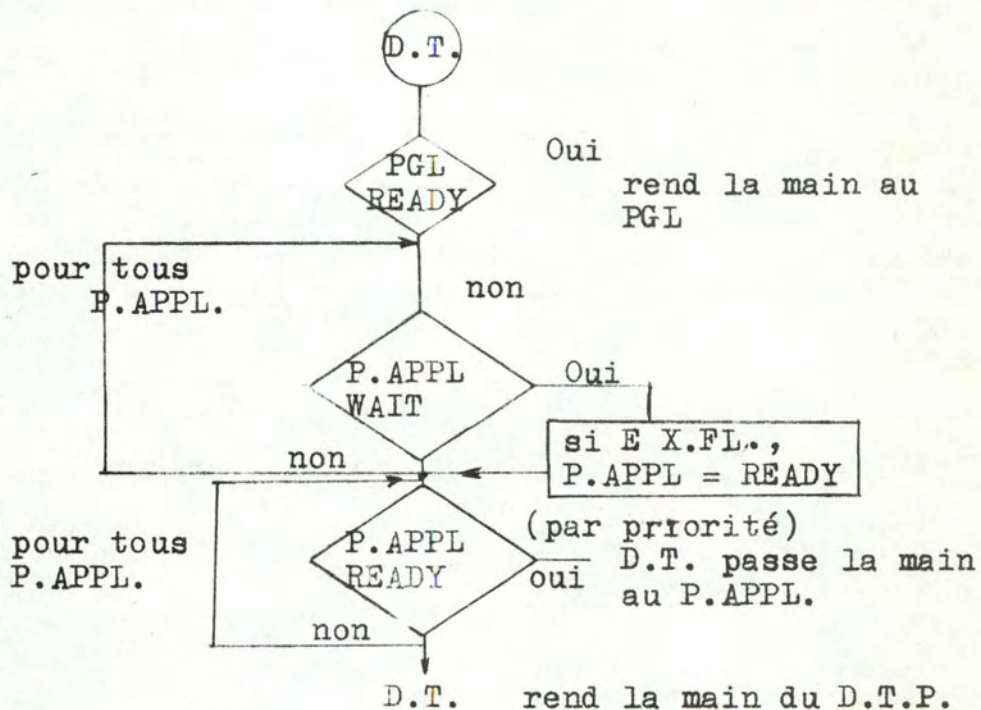 D.T.
PGL
READY
Oui
rend la main au
PGL
non
pour tous
P.APPL.
P.APPL
WAIT
Oui
si E X.FL.,
P.APPL = READY
non
pour tous
P.APPL.
P.APPL
READY
(par priorité)
oui D.T. passe la main
au P.APPL.
non
D.T. rend la main du D.T.P.